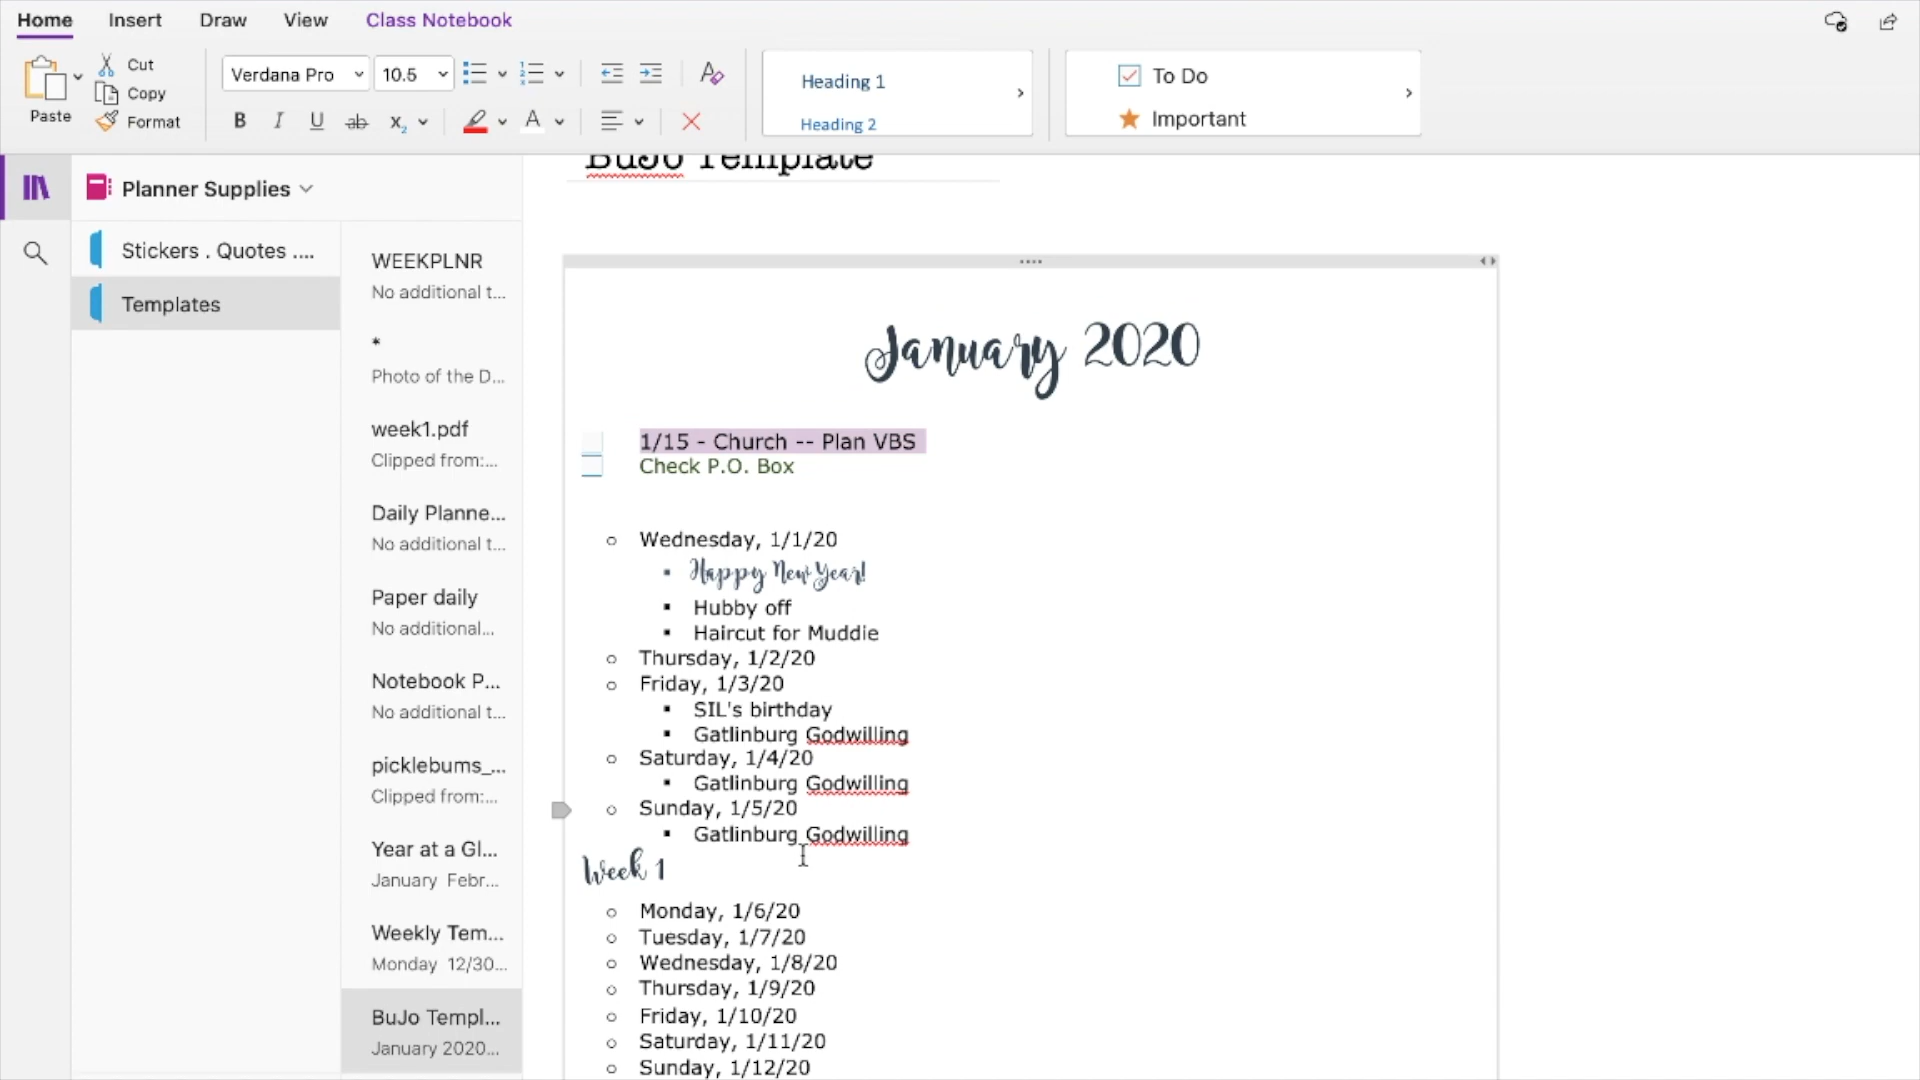 Home Insert Draw View Class Notebook
Paste
Cut
Copy
Format
Verdana Pro 10.5
B I U ab x2 A
Heading 1
Heading 2
To Do
Important
Planner Supplies
Stickers . Quotes ....
Templates
WEEKPLNR
No additional t...
*
Photo of the D...
week1.pdf
Clipped from:...
Daily Planne...
No additional t...
Paper daily
No additional...
Notebook P...
No additional t...
picklebums_...
Clipped from:...
Year at a Gl...
January Febr...
Weekly Tem...
Monday 12/30...
BuJo Templ...
January 2020...
BuJo Template
January 2020
1/15 - Church -- Plan VBS
Check P.O. Box
Wednesday, 1/1/20
Happy New Year!
Hubby off
Haircut for Muddie
Thursday, 1/2/20
Friday, 1/3/20
SIL's birthday
Gatlinburg Godwilling
Saturday, 1/4/20
Gatlinburg Godwilling
Sunday, 1/5/20
Gatlinburg Godwilling
Week 1
Monday, 1/6/20
Tuesday, 1/7/20
Wednesday, 1/8/20
Thursday, 1/9/20
Friday, 1/10/20
Saturday, 1/11/20
Sunday, 1/12/20